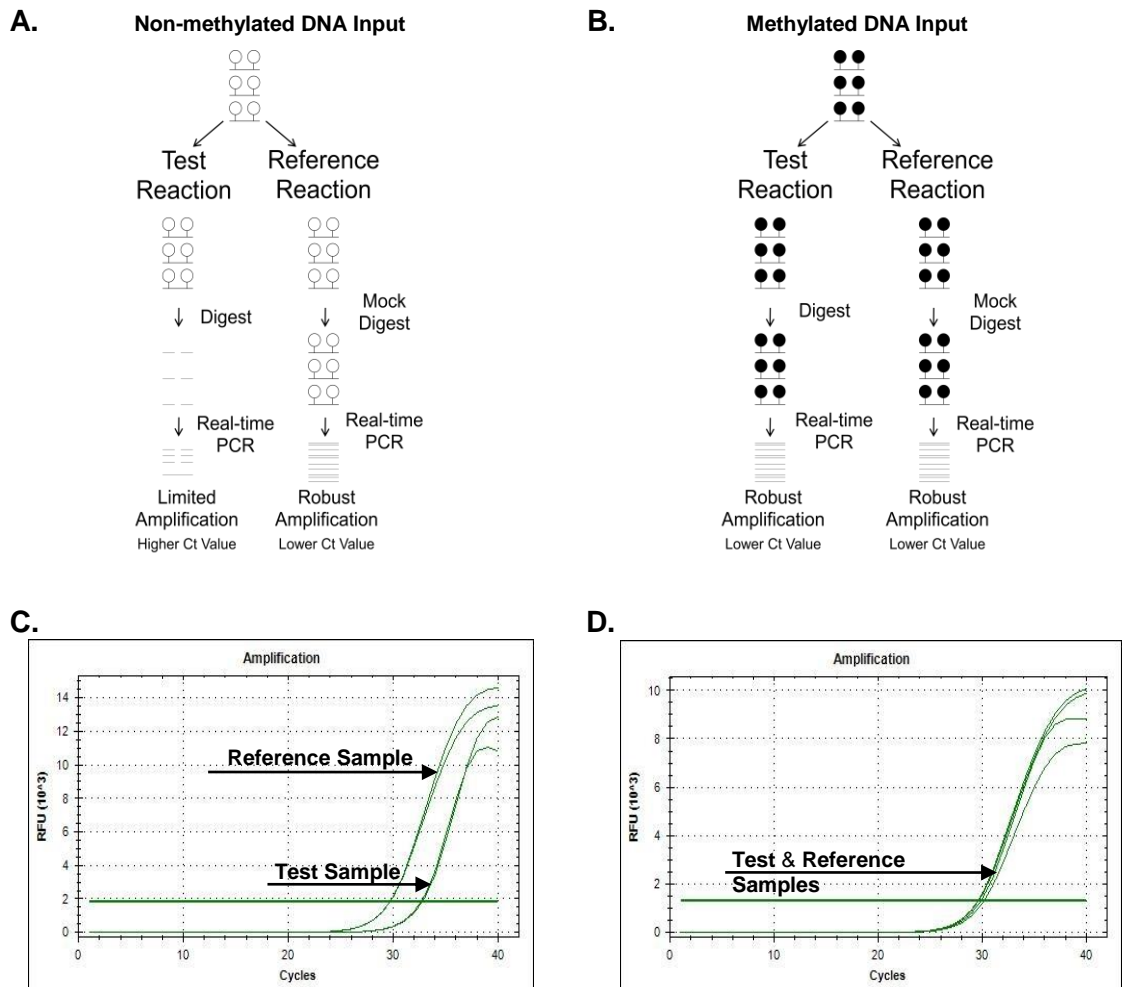 A.
Non-methylated DNA Input
Test
Reaction
Reference
Reaction
Digest
Mock
Digest
Real-time
PCR
Real-time
PCR
Limited
Amplification
Higher Ct Value
Robust
Amplification
Lower Ct Value
B.
Methylated DNA Input
Test
Reaction
Reference
Reaction
Digest
Mock
Digest
Real-time
PCR
Real-time
PCR
Robust
Amplification
Lower Ct Value
Robust
Amplification
Lower Ct Value
C.
Amplification
RFU (10^3)
14
12
10
8
6
4
2
0
Reference Sample
Test Sample
0 10 20 30 40
Cycles
D.
Amplification
RFU (10^3)
10
8
6
4
2
0
Test & Reference
Samples
0 10 20 30 40
Cycles